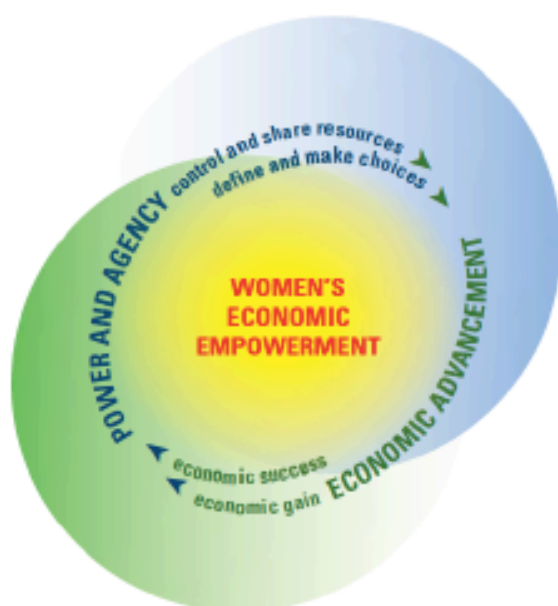 POWER AND AGENCY
control and share resources
define and make choices
WOMEN'S
ECONOMIC
EMPOWERMENT
ECONOMIC ADVANCEMENT
economic success
economic gain